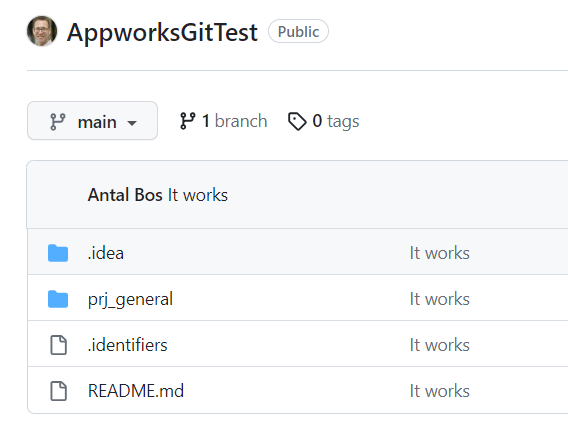 AppworksGitTest Public
main 1 branch 0 tags
Antal Bos It works
.idea It works
prj_general It works
.identifiers It works
README.md It works